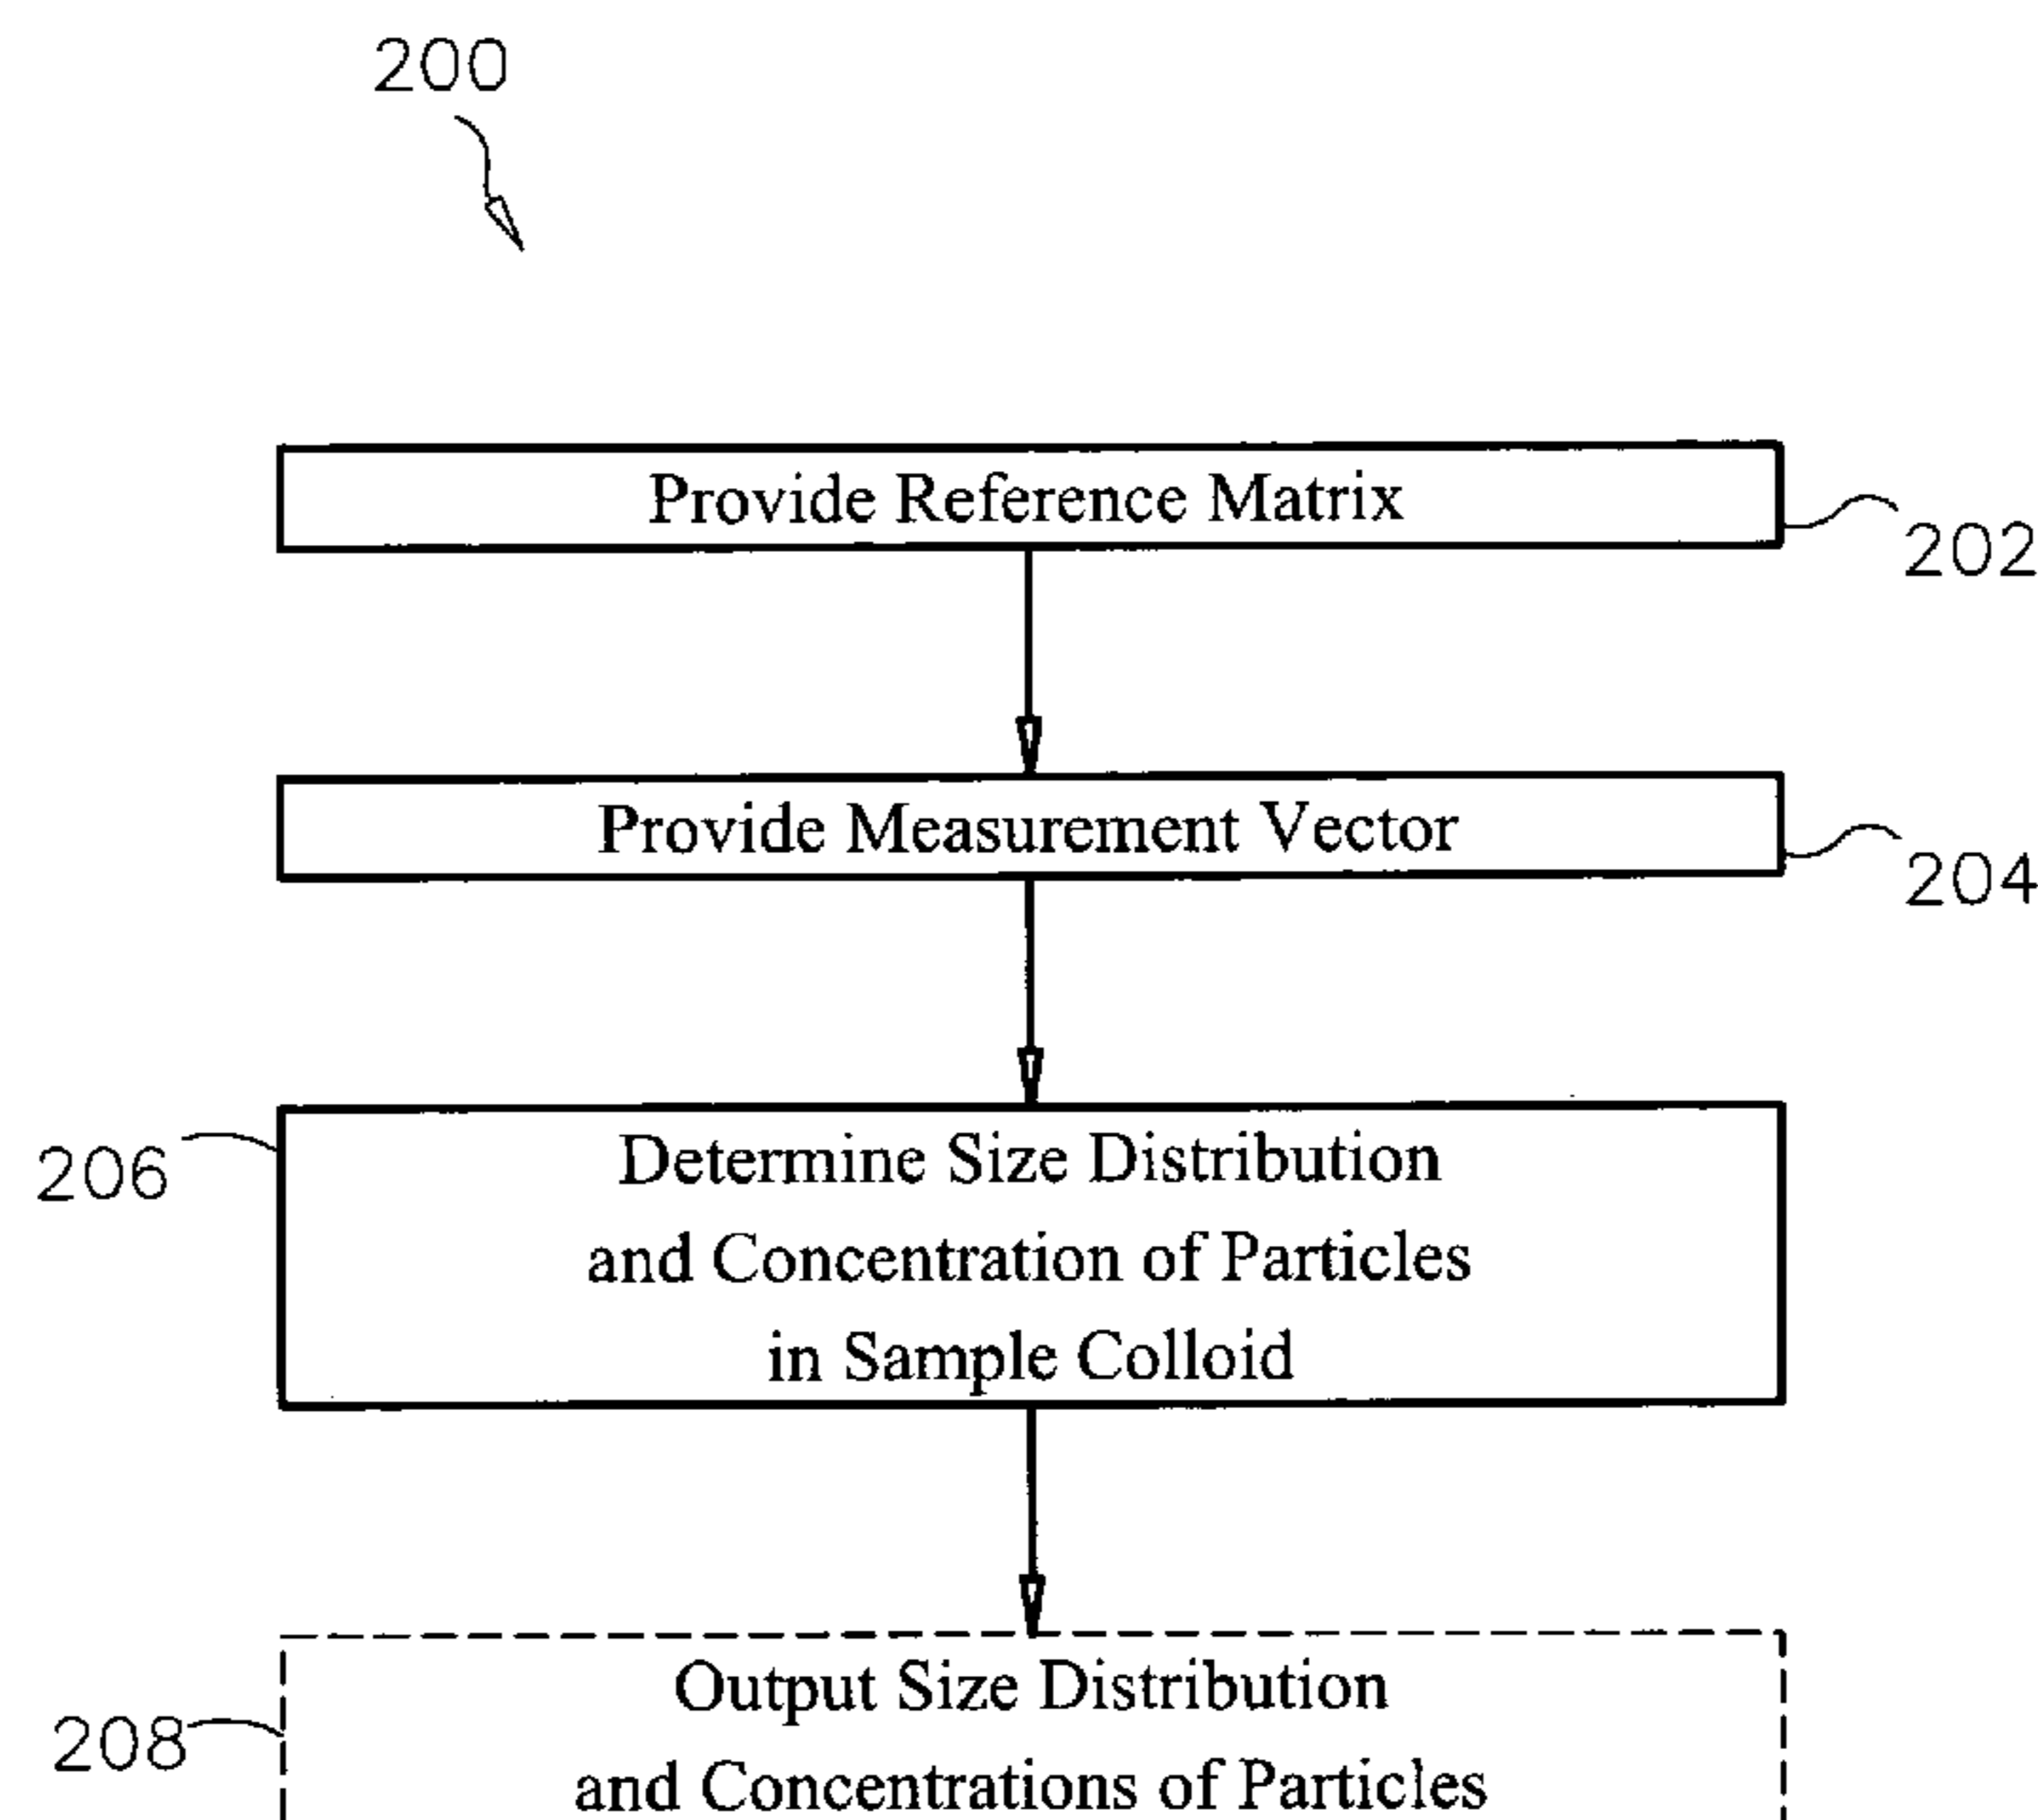 200
Provide Reference Matrix
202
Provide Measurement Vector
204
206
Determine Size Distribution
and Concentration of Particles
in Sample Colloid
Output Size Distribution
208
and Concentrations of Particles